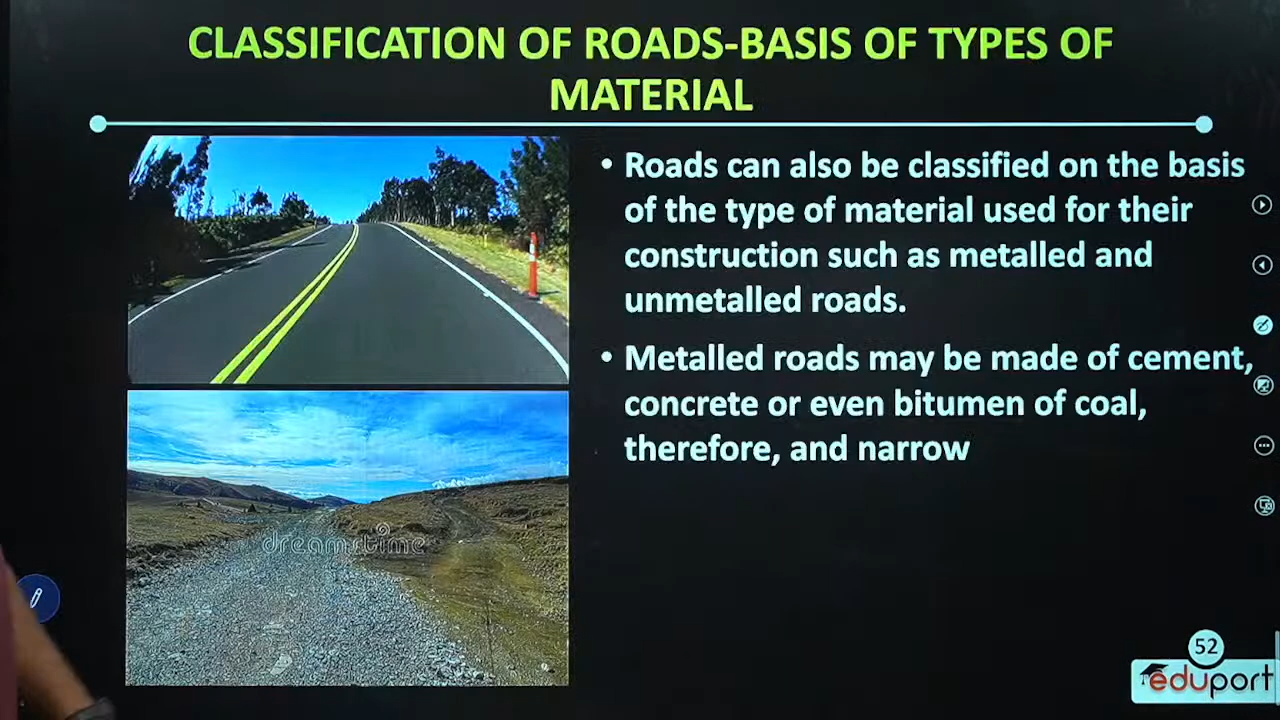 CLASSIFICATION OF ROADS-BASIS OF TYPES OF
MATERIAL
• Roads can also be classified on the basis
of the type of material used for their
construction such as metalled and
unmetalled roads.
• Metalled roads may be made of cement,
concrete or even bitumen of coal,
therefore, and narrow
dreamstime
52
eduport